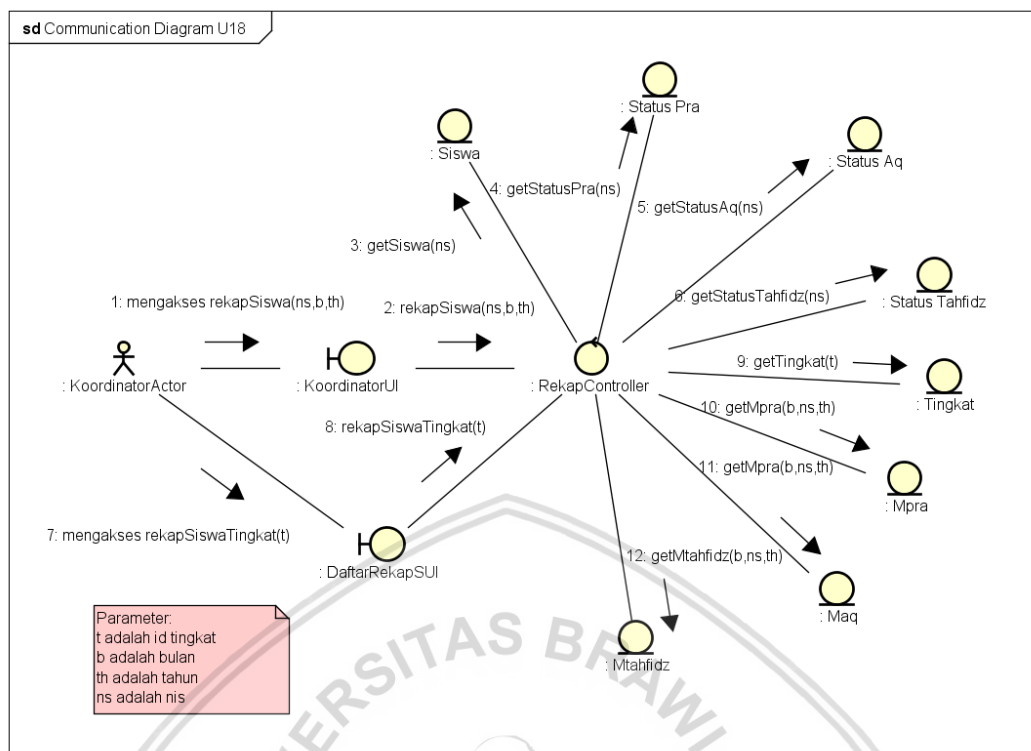 sd Communication Diagram U18
: Status Pra
: Siswa
: Status Aq
4: getStatusPra(ns)
5: getStatusAq(ns)
3: getSiswa(ns)
: Status Tahfidz
6: getStatusTahfidz(ns)
1: mengakses rekapSiswa(ns,b,th)
2: rekapSiswa(ns,b,th)
9: getTingkat(t)
: KoordinatorActor
: KoordinatorUI
: RekapController
: Tingkat
10: getMpra(b,ns,th)
8: rekapSiswaTingkat(t)
11: getMpra(b,ns,th)
: Mpra
7: mengakses rekapSiswaTingkat(t)
12: getMtahfidz(b,ns,th)
: DaftarRekapSUI
: Maq
Parameter:
t adalah id tingkat
b adalah bulan
th adalah tahun
ns adalah nis
: Mtahfidz
ERSITAS BRAWI